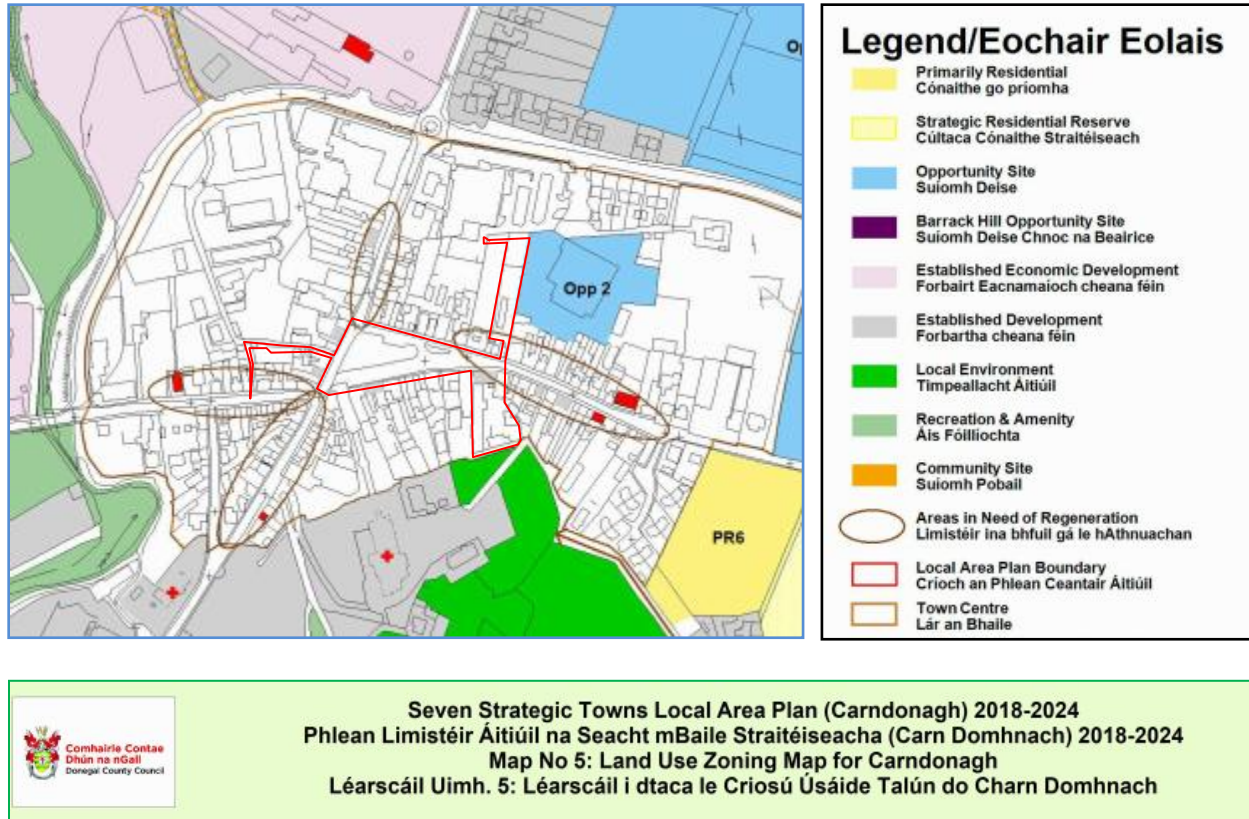 Op
Opp 2
PR6
Legend/Eochair Eolais
Primarily Residential
Cónaithe go príomha
Strategic Residential Reserve
Cúltaca Cónaithe Straitéiseach
Opportunity Site
Suíomh Deise
Barrack Hill Opportunity Site
Suíomh Deise Chnoc na Beairice
Established Economic Development
Forbairt Eacnamaíoch cheana féin
Established Development
Forbartha cheana féin
Local Environment
Timpeallacht Áitiúil
Recreation & Amenity
Áis Fóillíochta
Community Site
Suíomh Pobail
Areas in Need of Regeneration
Limistéir ina bhfuil gá le hAthnuachan
Local Area Plan Boundary
Críoch an Phlean Ceantair Áitiúil
Town Centre
Lár an Bhaile
Comhairle Contae
Dhún na nGall
Donegal County Council
Seven Strategic Towns Local Area Plan (Carndonagh) 2018-2024
Phlean Limistéir Áitiúil na Seacht mBaile Straitéiseacha (Carn Domhnach) 2018-2024
Map No 5: Land Use Zoning Map for Carndonagh
Léarscáil Uimh. 5: Léarscáil i dtaca le Criosú Úsáide Talún do Charn Domhnach